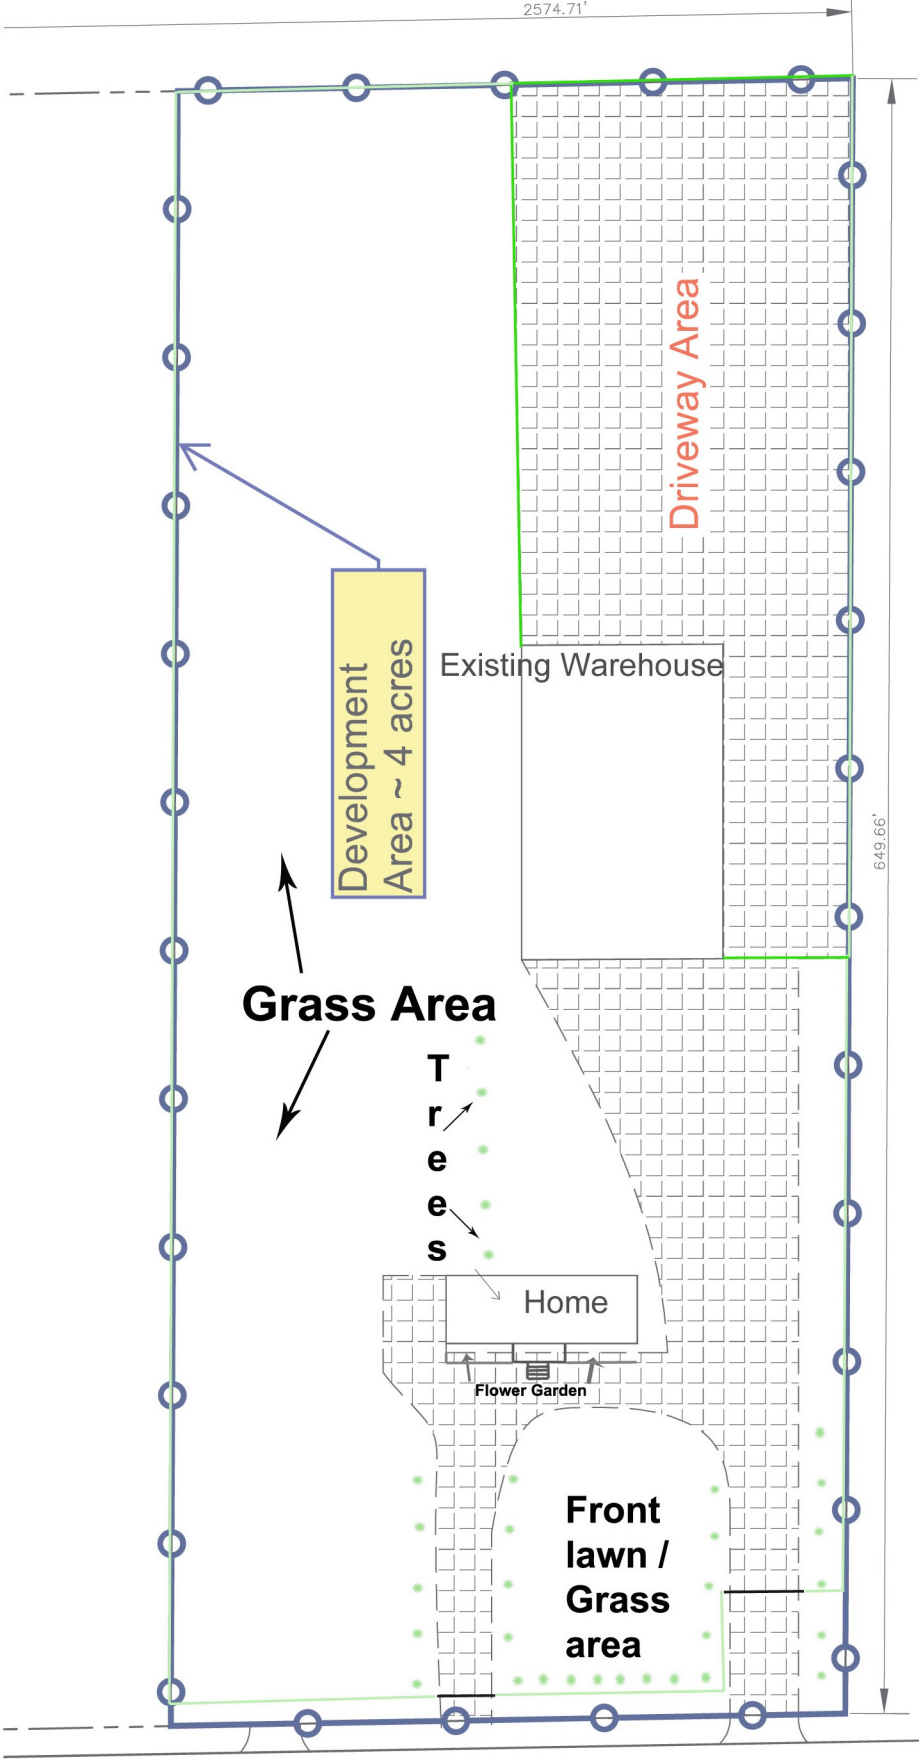 2574.71'
Driveway Area
Existing Warehouse
Development
Area ~ 4 acres
649.66'
Grass Area
Trees
Home
Flower Garden
Front
lawn /
Grass
area